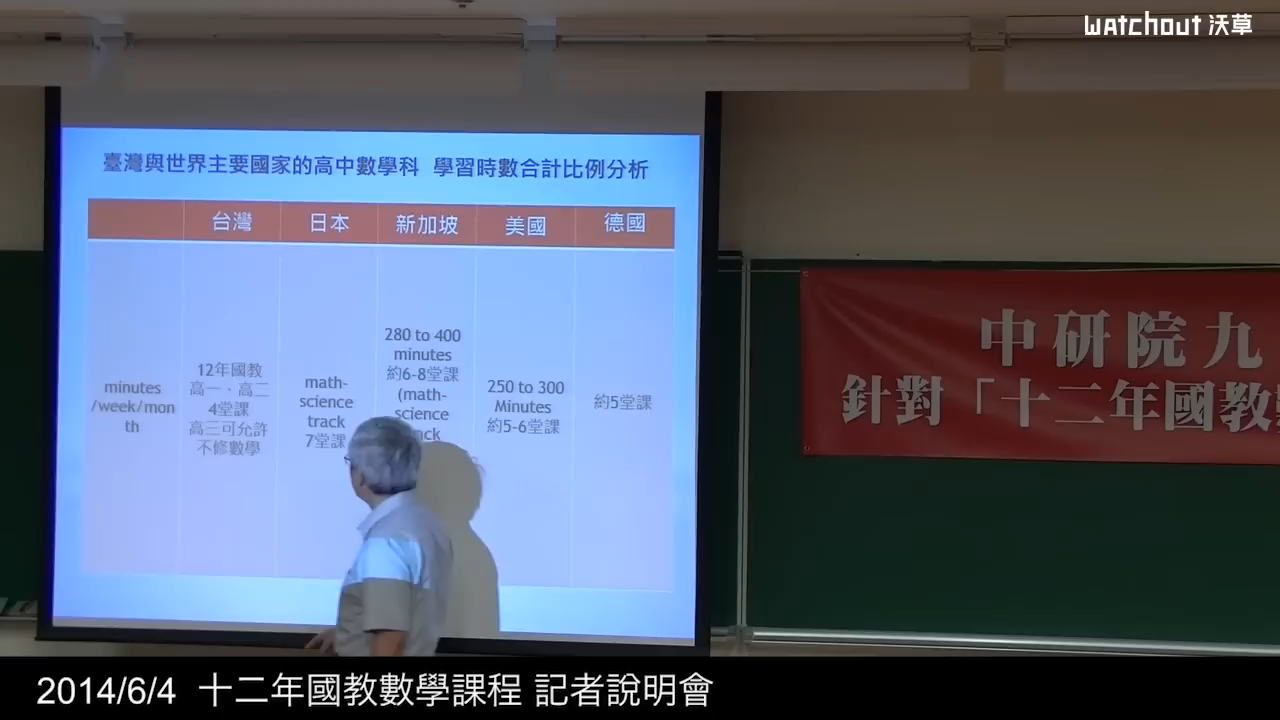 WATCHOUT 沃草
臺灣與世界主要國家的高中數學科 學習時數合計比例分析
台灣
日本
新加坡
美國
德國
minutes
/week/mon
th
12年國教
高一、高二
4堂課
高三可允許
不修數學
math-
science
track
7堂課
280 to 400
minutes
約6-8堂課
(math-
science
250 to 300
Minutes
約5-6堂課
約5堂課
中研院九
針對「十二年國教
2014/6/4 十二年國教數學課程 記者說明會